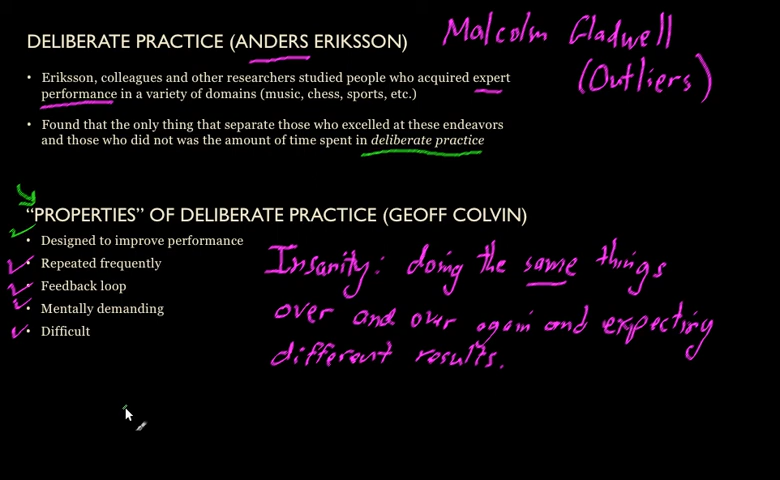 DELIBERATE PRACTICE (ANDERS ERIKSSON)
Malcolm Gladwell
(Outliers)
• Eriksson, colleagues and other researchers studied people who acquired expert
performance in a variety of domains (music, chess, sports, etc.)
• Found that the only thing that separate those who excelled at these endeavors
and those who did not was the amount of time spent in deliberate practice
“PROPERTIES” OF DELIBERATE PRACTICE (GEOFF COLVIN)
• Designed to improve performance
• Repeated frequently
• Feedback loop
• Mentally demanding
• Difficult
Insanity: doing the same things
over and over again and expecting
different results.